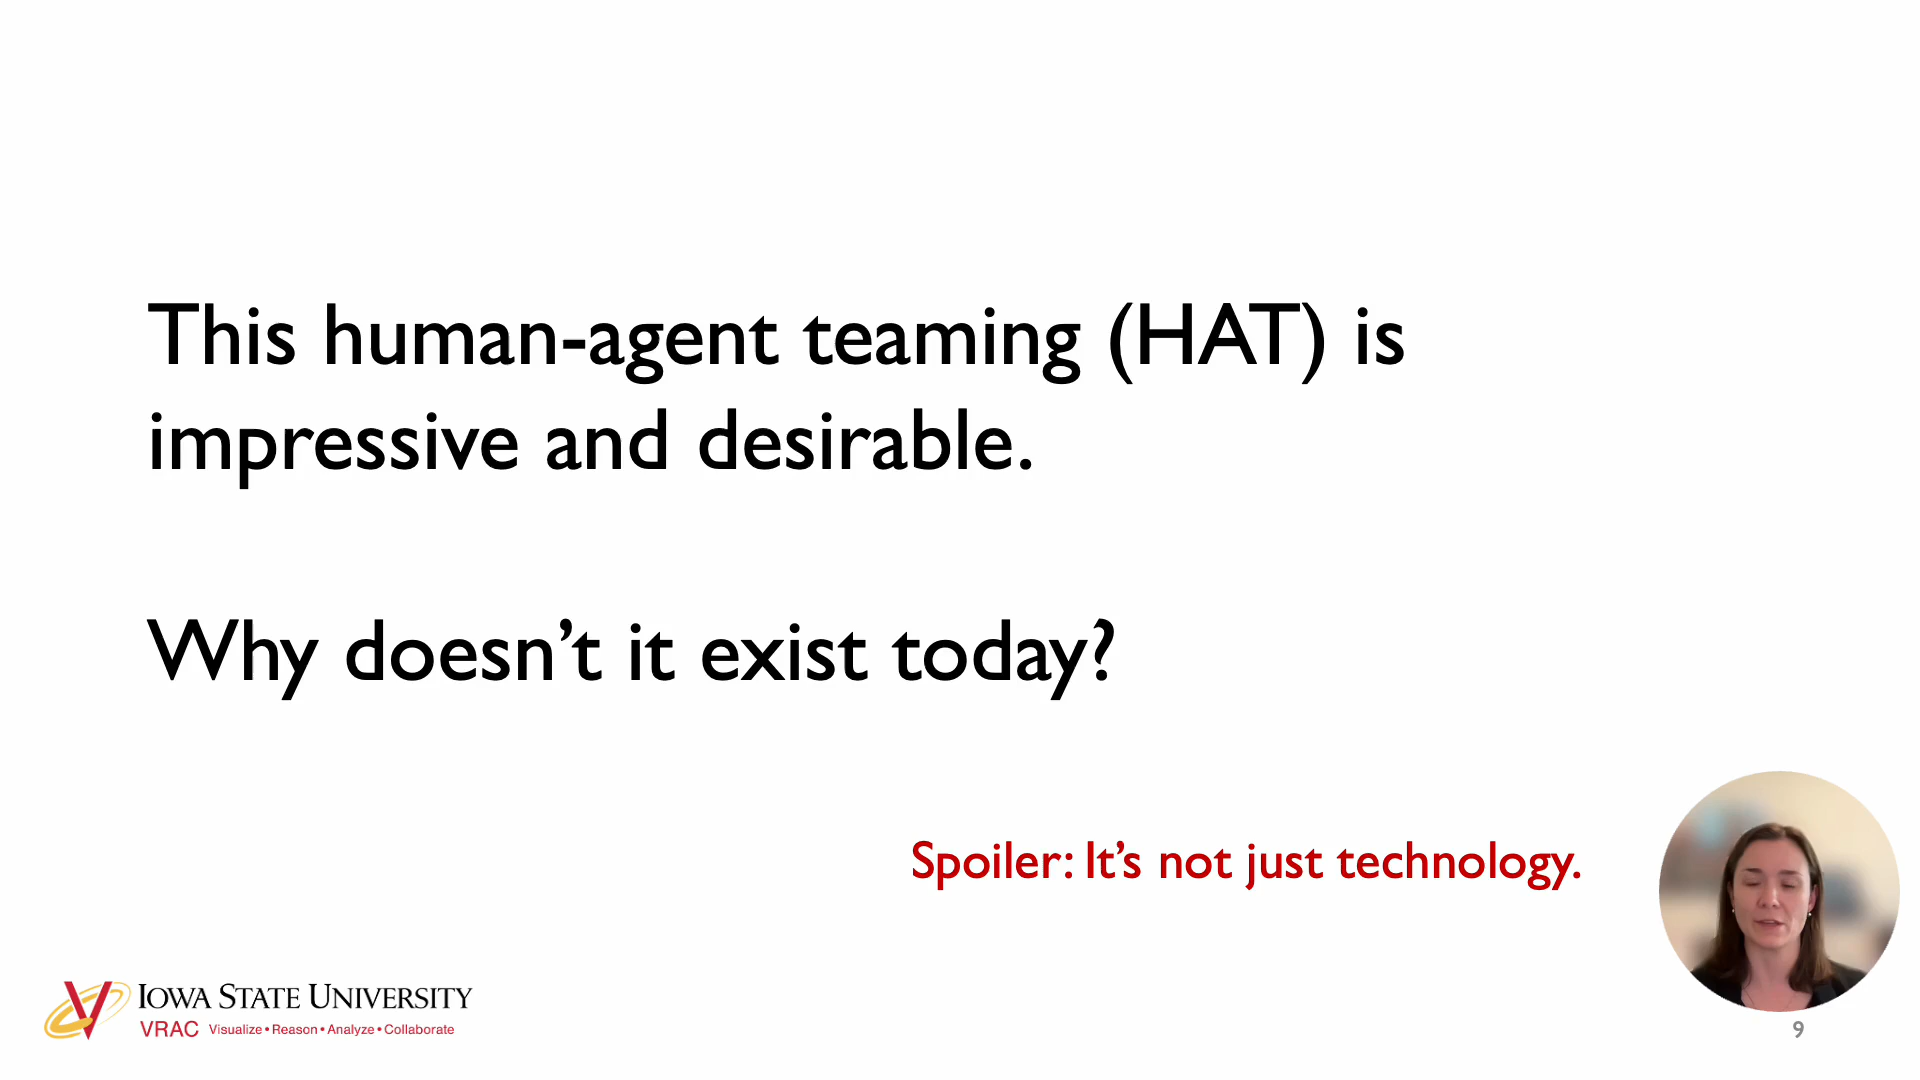 This human-agent teaming (HAT) is
impressive and desirable.
Why doesn’t it exist today?
Spoiler: It’s not just technology.
IOWA STATE UNIVERSITY
VRAC Visualize • Reason • Analyze • Collaborate
9